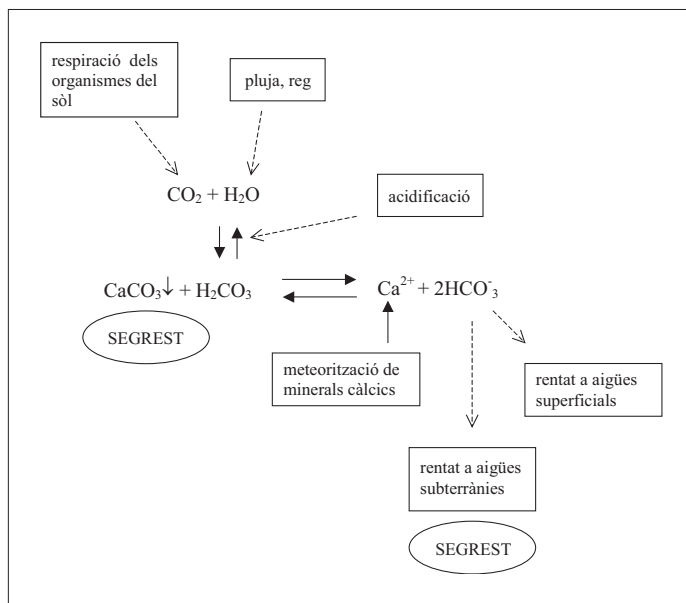 respiració dels
organismes del
sòl
pluja, reg
CO₂ + H₂O
acidificació
CaCO₃↓ + H₂CO₃
Ca²⁺ + 2HCO⁻₃
SEGREST
meteorització de
minerals càlcics
rentat a aigües
superficials
rentat a aigües
subterrànies
SEGREST